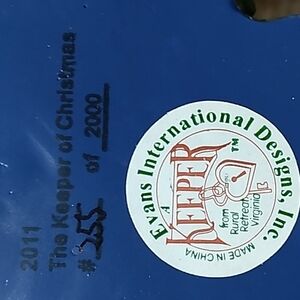 2011
The Keeper of Christmas
# 255 of 2000
Evans International Designs, Inc.
"A
KEEPER"
TM
from
Rural
Retreat
Virginia
MADE IN CHINA